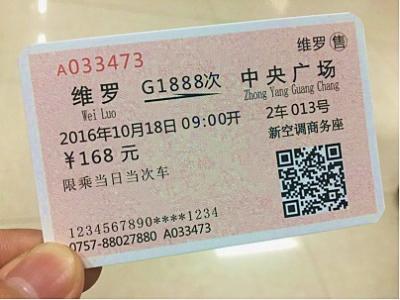 A033473 维罗 售
维罗 G1888次 中央广场
Wei Luo Zhong Yang Guang Chang
2016年10月18日 09:00开 2车 013号
￥168 元 新空调商务座
限乘当日当次车
1234567890****1234
0757-88027880 A033473